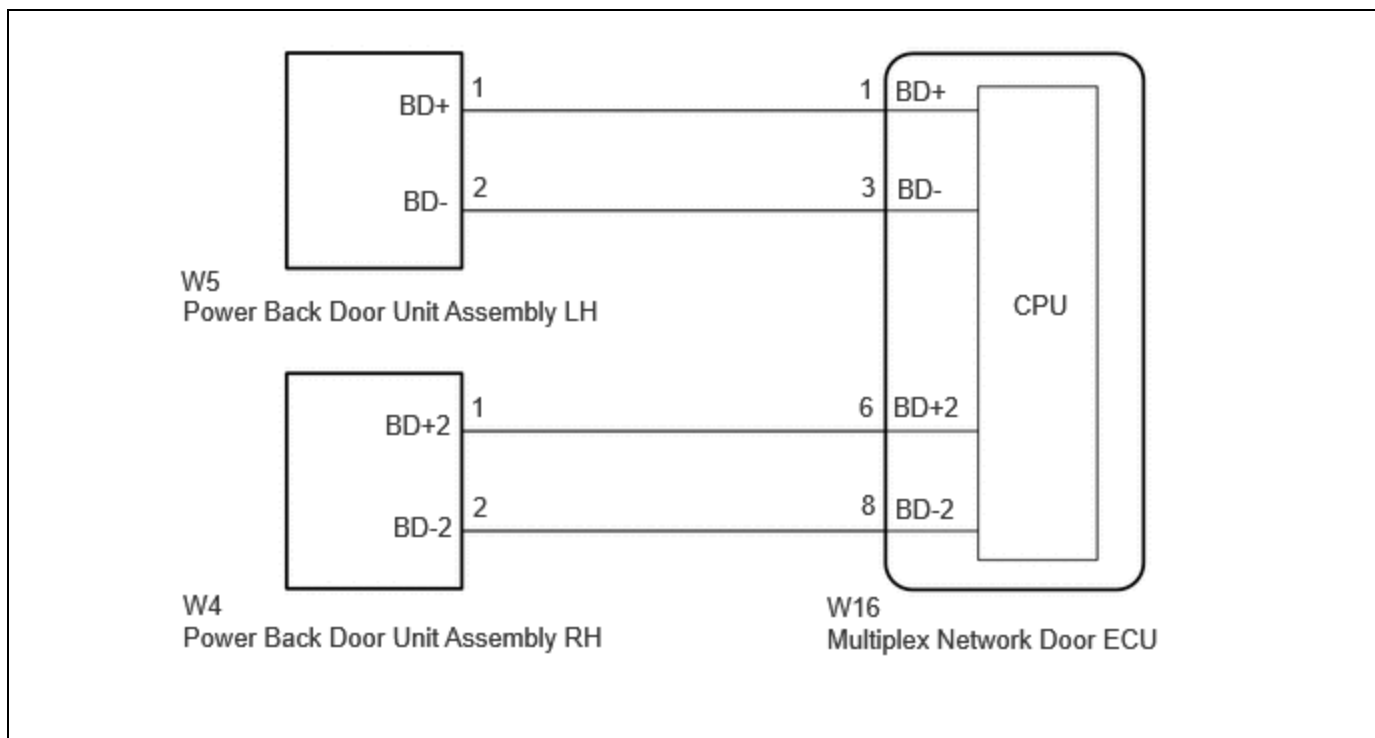 BD+ 1
BD- 2
W5
Power Back Door Unit Assembly LH
BD+2 1
BD-2 2
W4
Power Back Door Unit Assembly RH
1 BD+
3 BD-
CPU
6 BD+2
8 BD-2
W16
Multiplex Network Door ECU